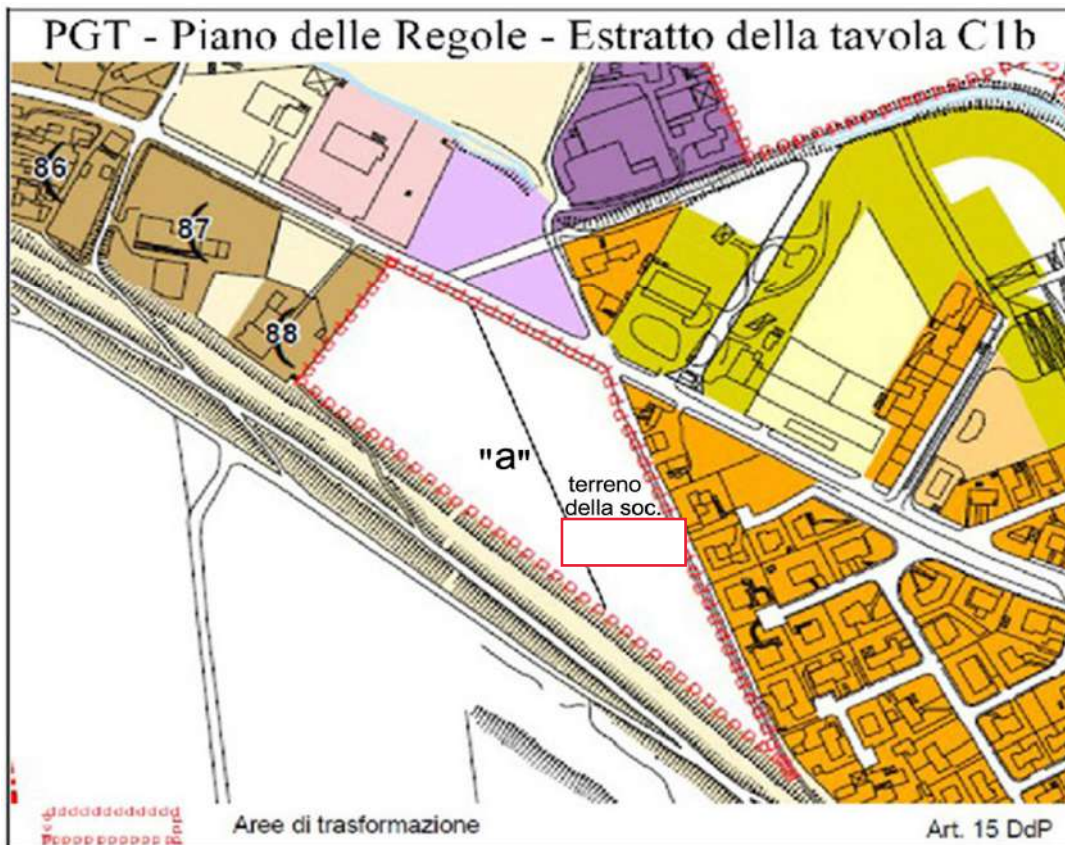 PGT - Piano delle Regole - Estratto della tavola C1b
86
87
88
"a"
terreno
della soc.
Aree di trasformazione
Art. 15 DdP